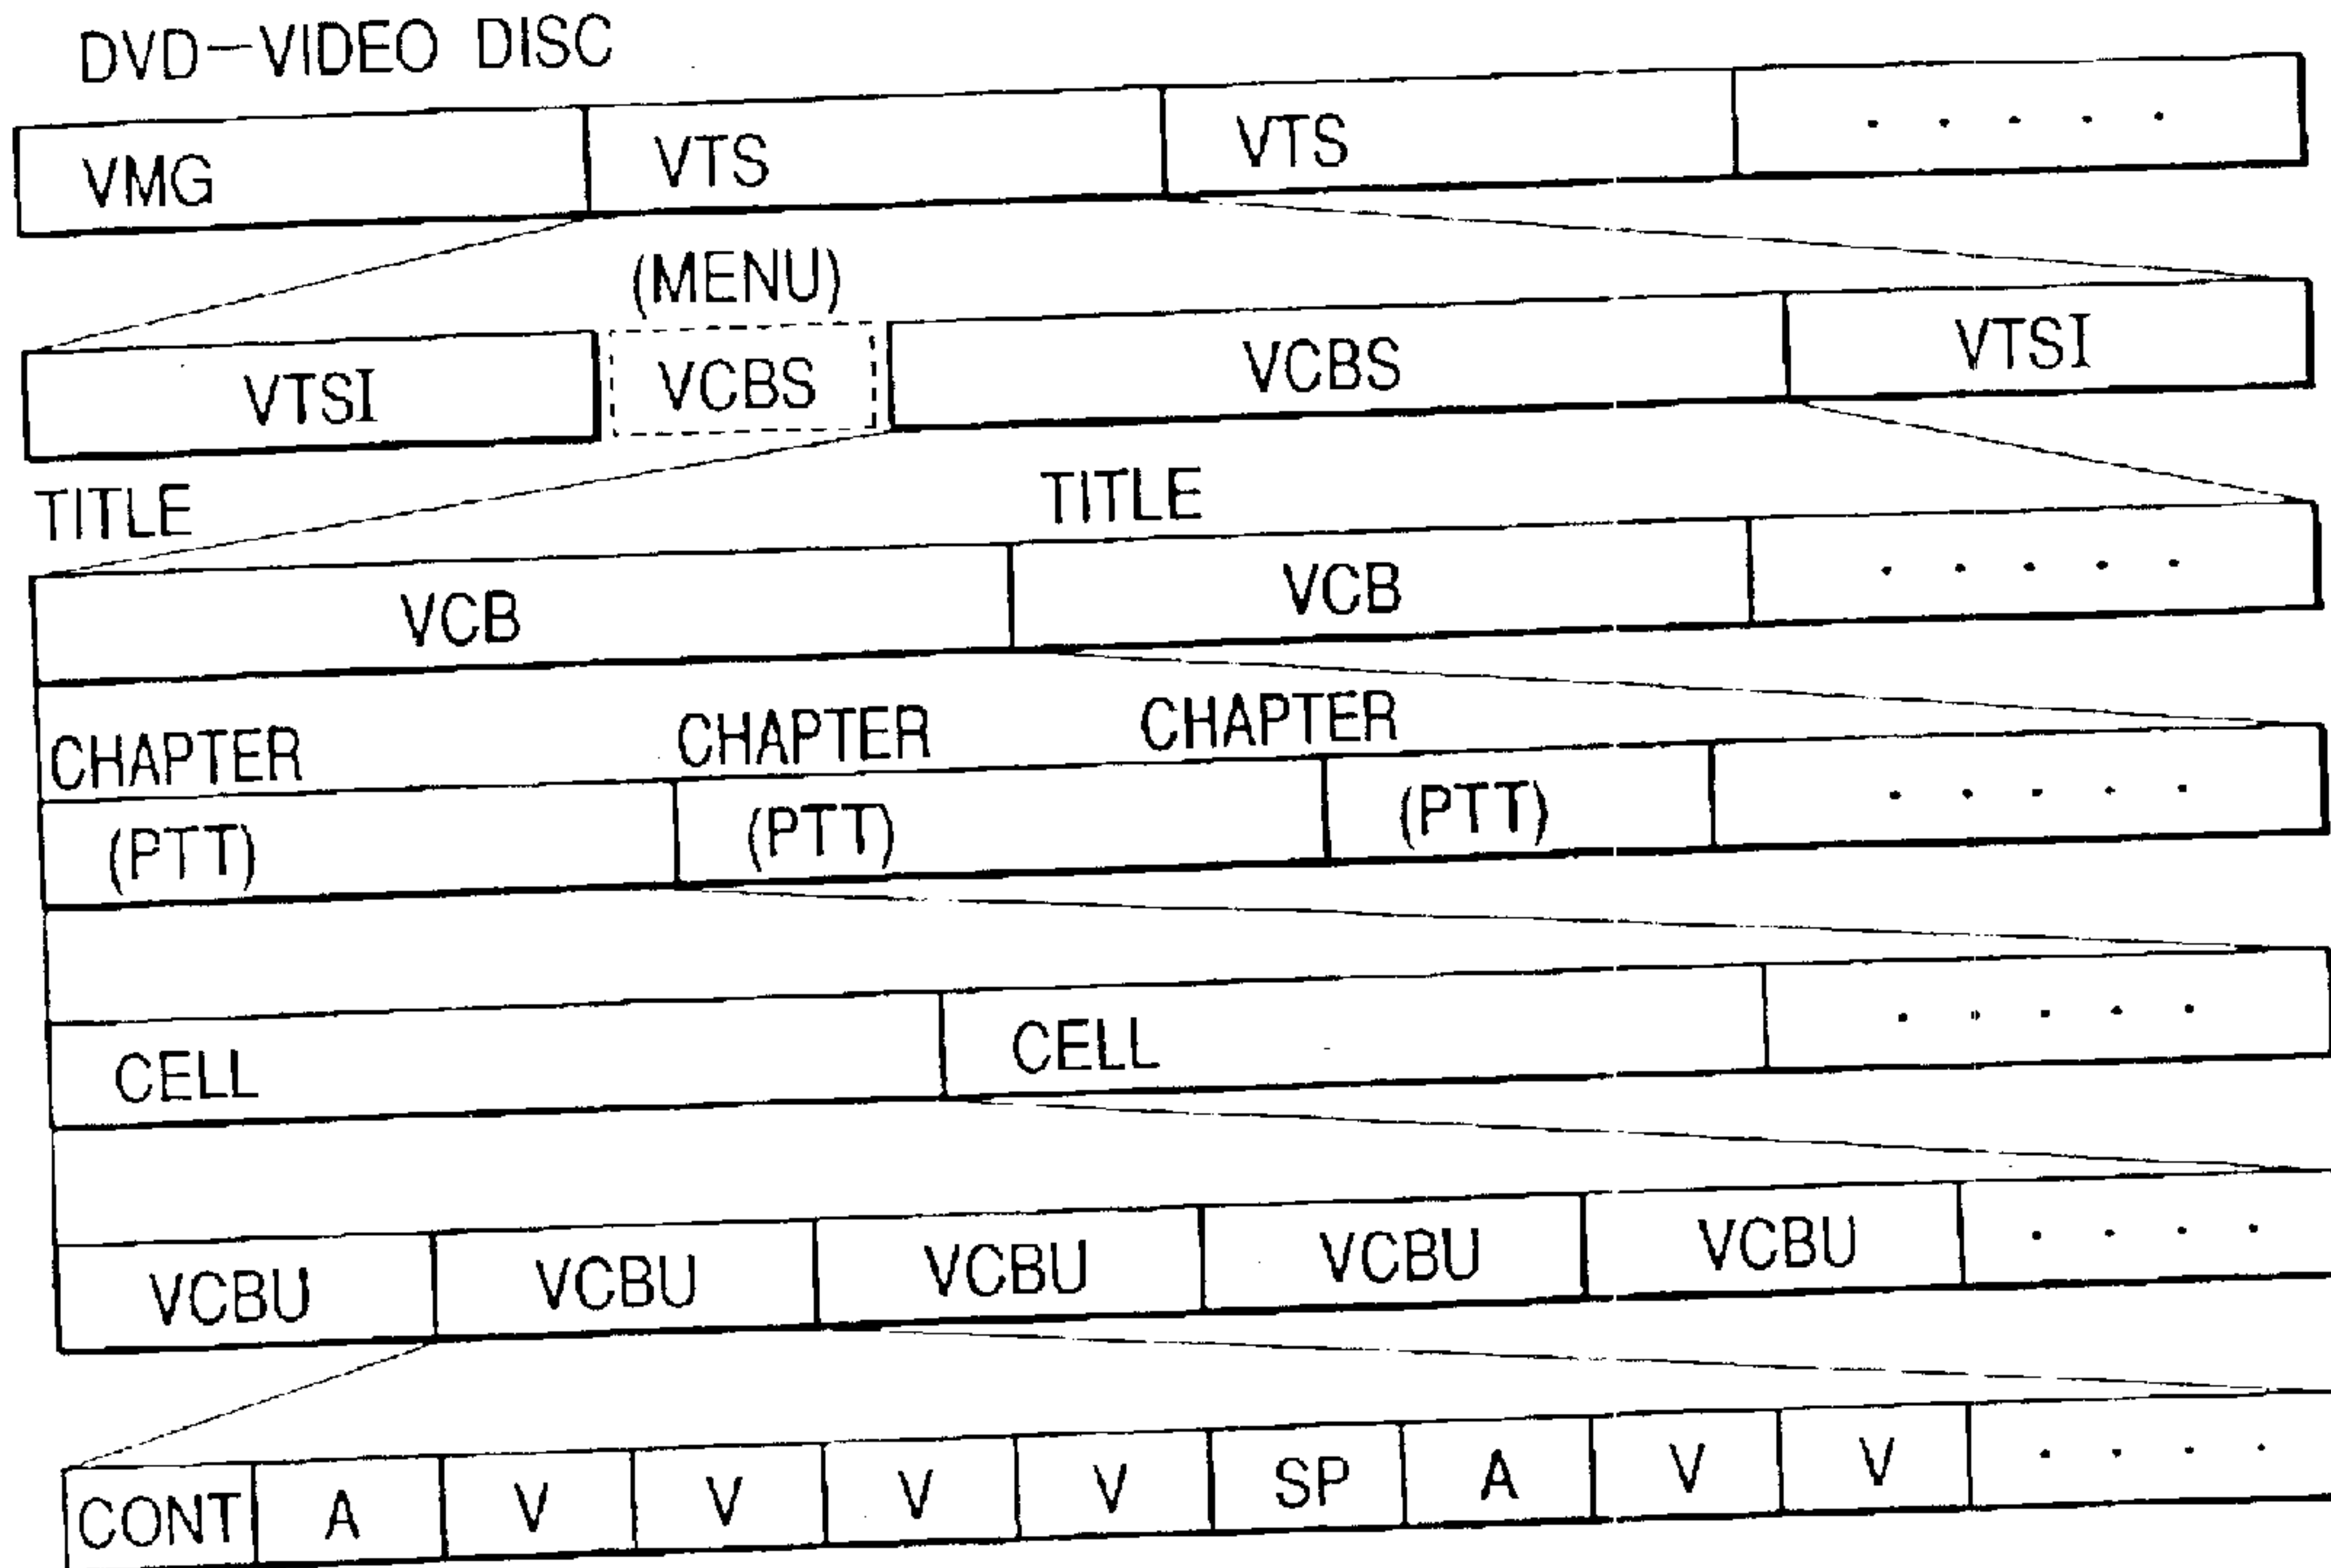 DVD-VIDEO DISC
VMG VTS VTS . . . . .
(MENU)
VTSI VCBS VCBS VTSI
TITLE TITLE
VCB VCB . . . . .
CHAPTER CHAPTER CHAPTER
(PTT) (PTT) (PTT) . . . . .
CELL CELL . . . . .
VCBU VCBU VCBU VCBU VCBU . . . .
CONT A V V V V SP A V V . . . .